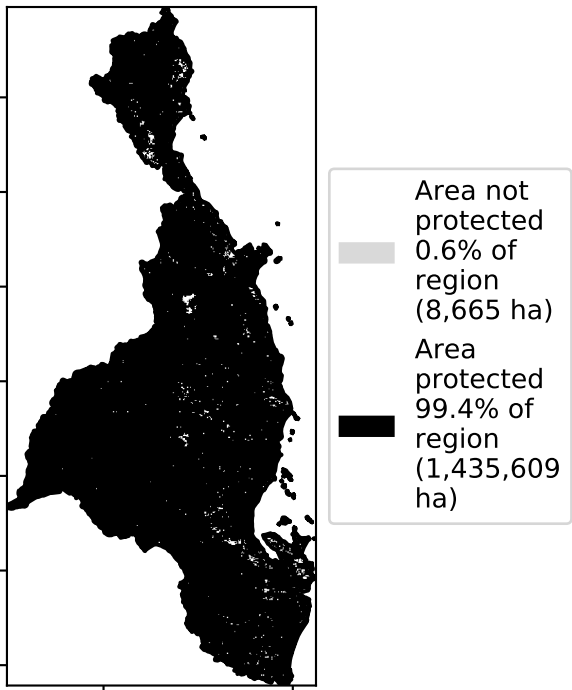 Area not
protected
0.6% of
region
(8,665 ha)
Area
protected
99.4% of
region
(1,435,609
ha)